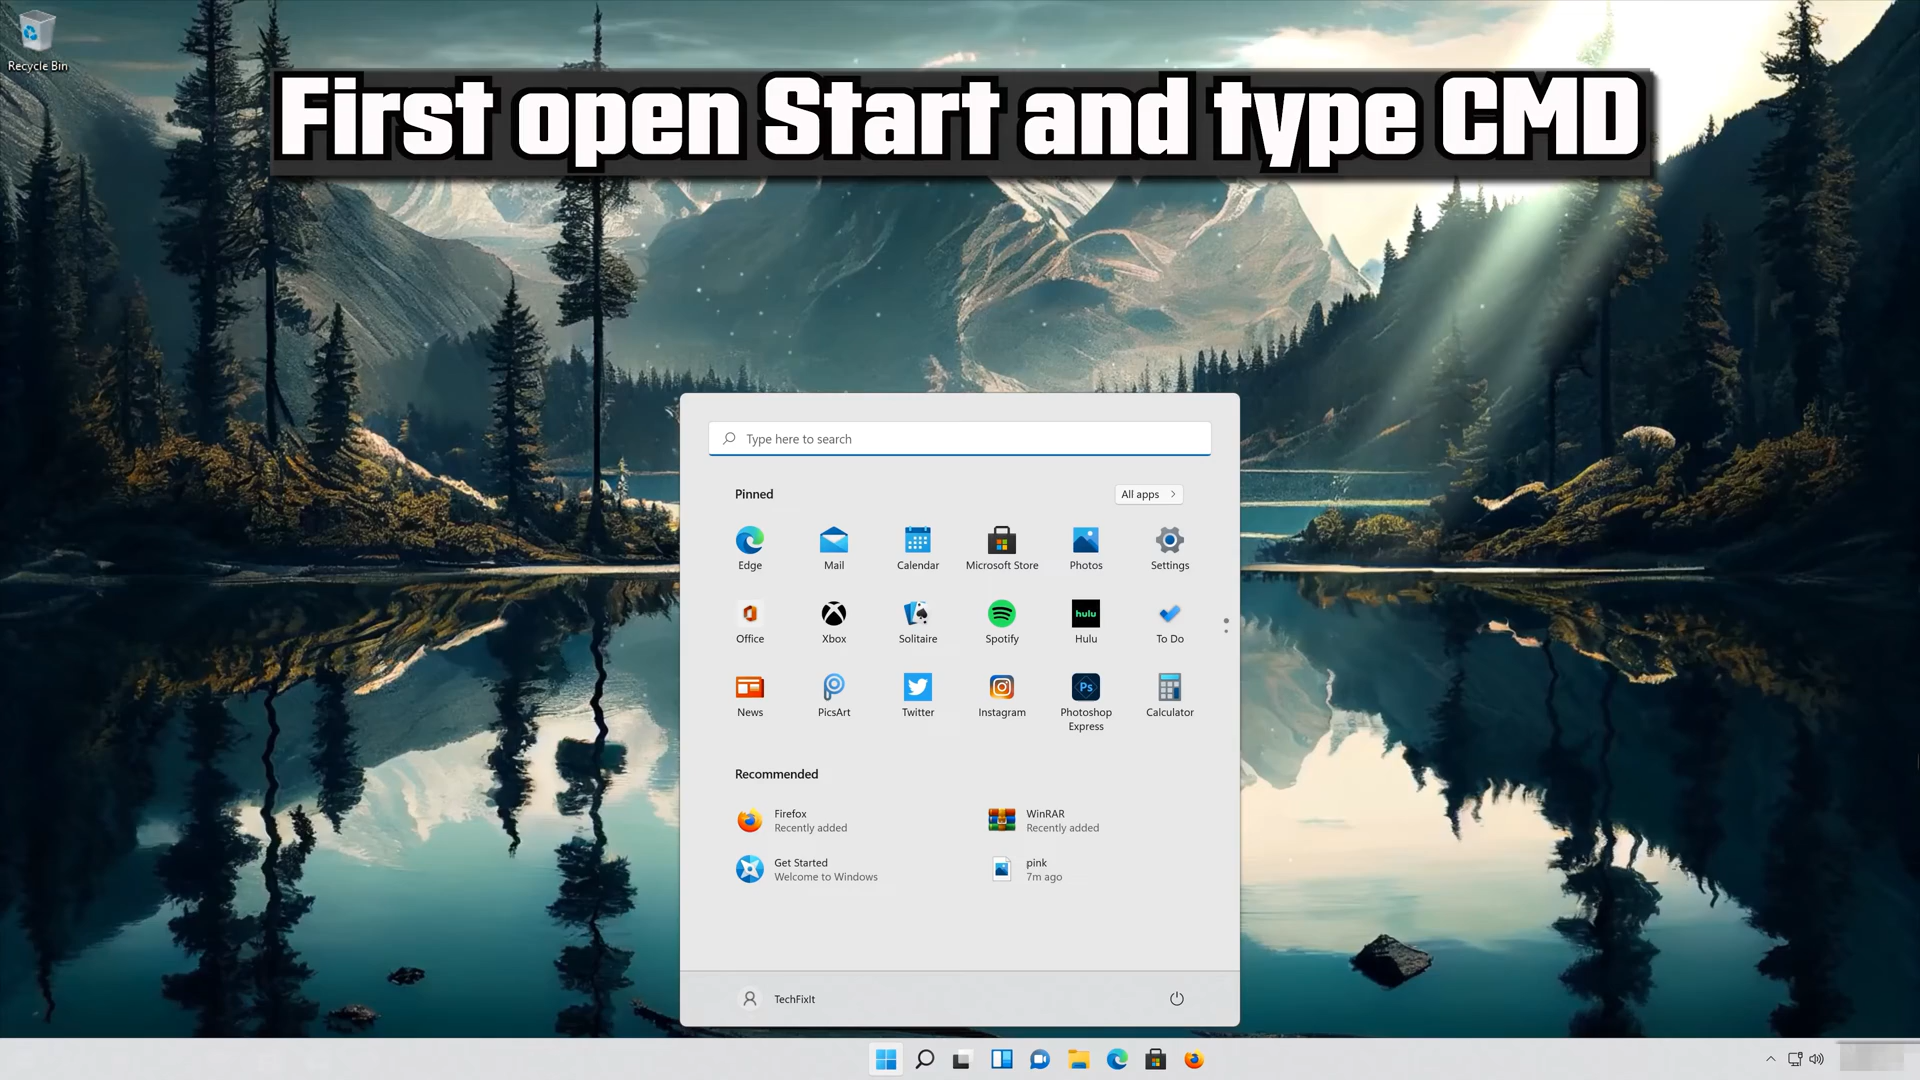 Recycle Bin
First open Start and type CMD
Type here to search
Pinned
All apps
Edge
Mail
Calendar
Microsoft Store
Photos
Settings
Office
Xbox
Solitaire
Spotify
hulu
Hulu
To Do
News
PicsArt
Twitter
Instagram
Ps
Photoshop
Express
Calculator
Recommended
Firefox
Recently added
WinRAR
Recently added
Get Started
Welcome to Windows
pink
7m ago
TechFixIt